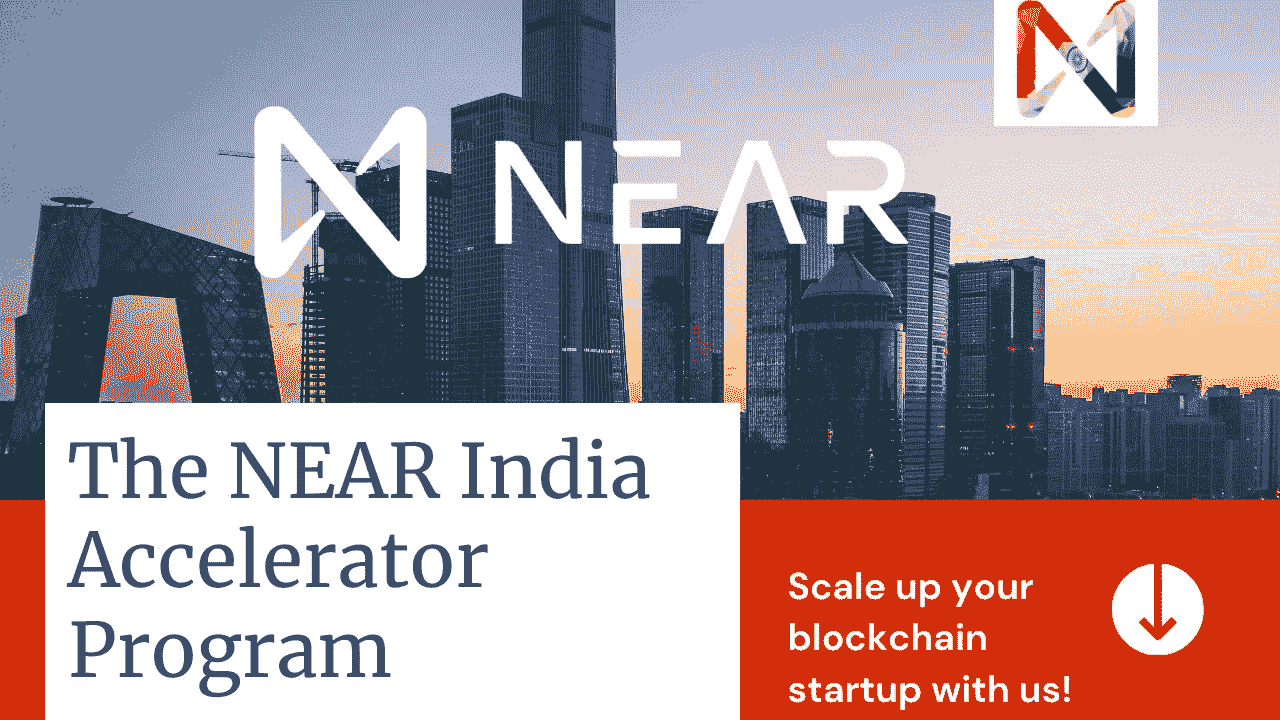 NEAR
The NEAR India
Accelerator
Program
Scale up your
blockchain
startup with us!